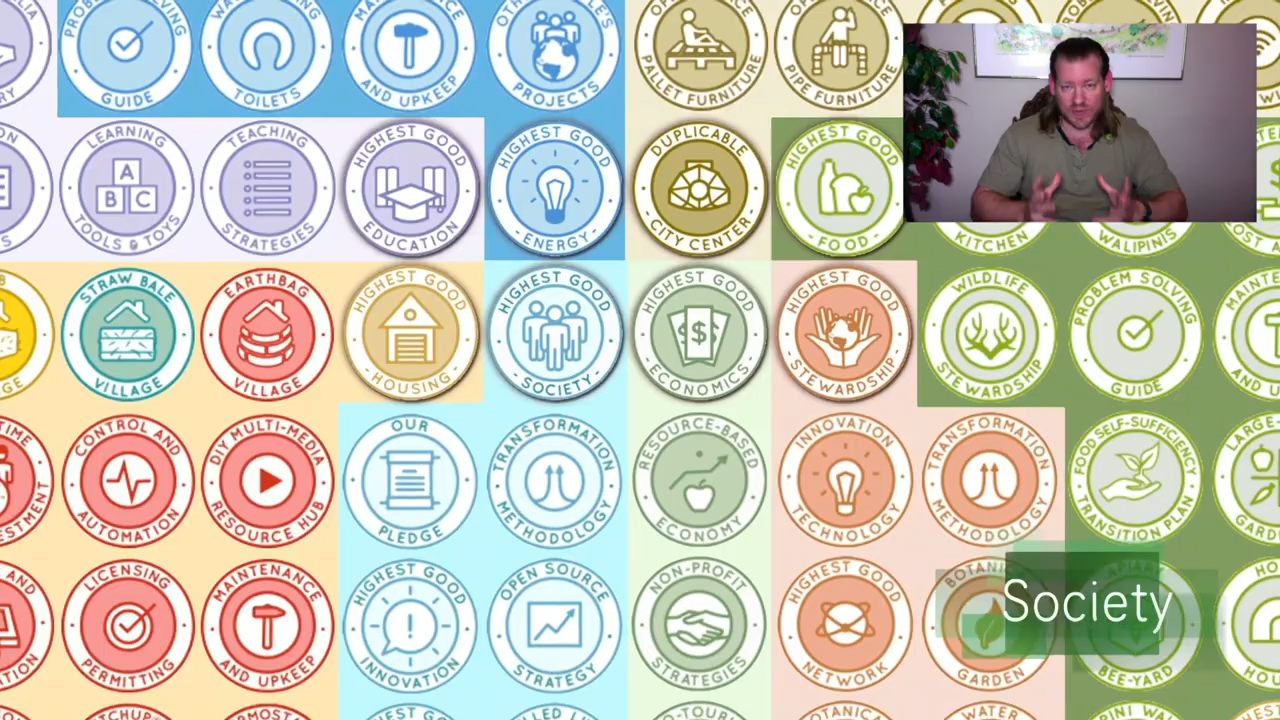 PROBLEM SOLVING
GUIDE
TOILETS
MAINTENANCE
AND UPKEEP
OTHER PEOPLE'S
PROJECTS
PALLET FURNITURE
PIPE FURNITURE
LEARNING
TOOLS & TOYS
TEACHING
STRATEGIES
HIGHEST GOOD
EDUCATION
HIGHEST GOOD
ENERGY
DUPLICABLE
CITY CENTER
HIGHEST GOOD
FOOD
KITCHEN
WALIPINIS
STRAW BALE
VILLAGE
EARTHBAG
VILLAGE
HIGHEST GOOD
HOUSING
HIGHEST GOOD
SOCIETY
HIGHEST GOOD
ECONOMICS
HIGHEST GOOD
STEWARDSHIP
WILDLIFE
STEWARDSHIP
PROBLEM SOLVING
GUIDE
CONTROL AND
AUTOMATION
DIY MULTI-MEDIA
RESOURCE HUB
OUR
PLEDGE
TRANSFORMATION
METHODOLOGY
RESOURCE-BASED
ECONOMY
INNOVATION
TECHNOLOGY
TRANSFORMATION
METHODOLOGY
FOOD SELF-SUFFICIENCY
TRANSITION PLAN
LICENSING
PERMITTING
MAINTENANCE
AND UPKEEP
HIGHEST GOOD
INNOVATION
OPEN SOURCE
STRATEGY
NON-PROFIT
STRATEGIES
HIGHEST GOOD
NETWORK
GARDEN
Society
BEE-YARD
WATER